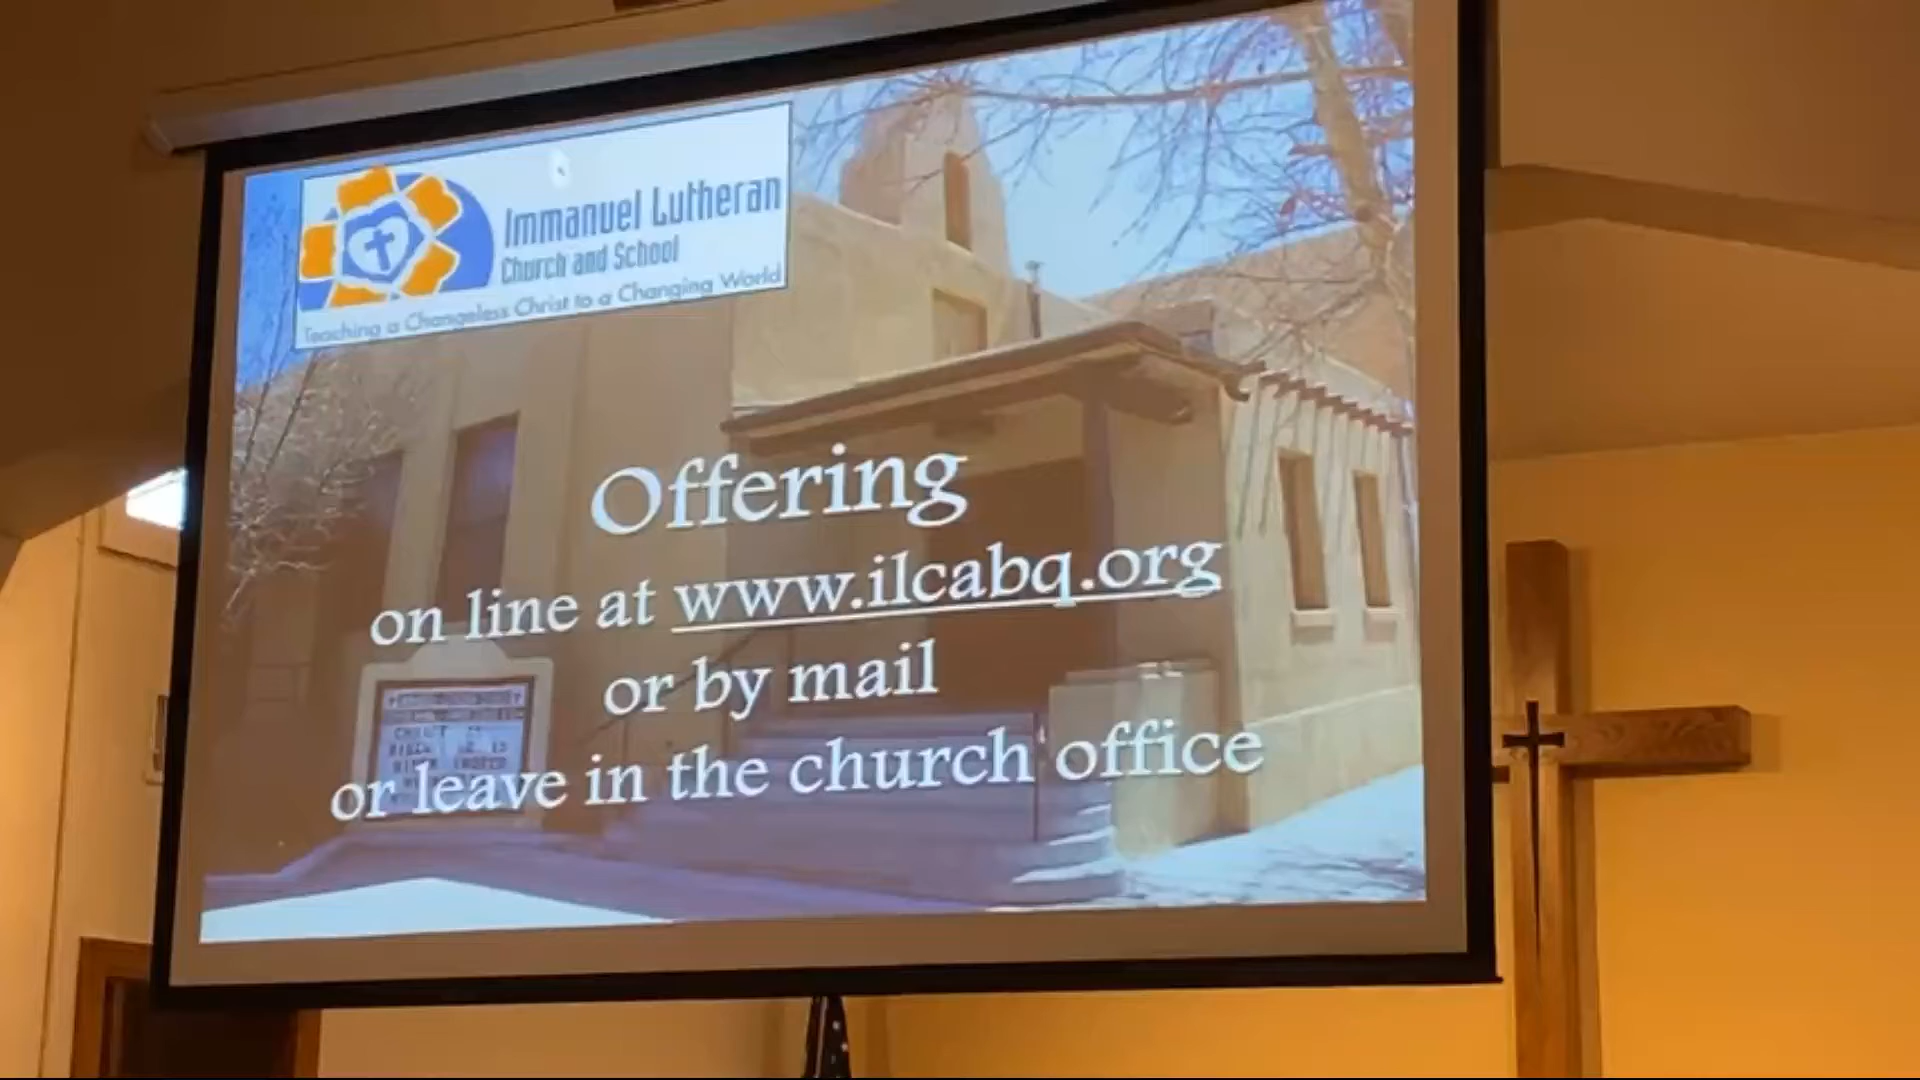 Immanuel Lutheran
Church and School
Teaching a Changeless Christ to a Changing World
Offering
on line at www.ilcabq.org
or by mail
or leave in the church office